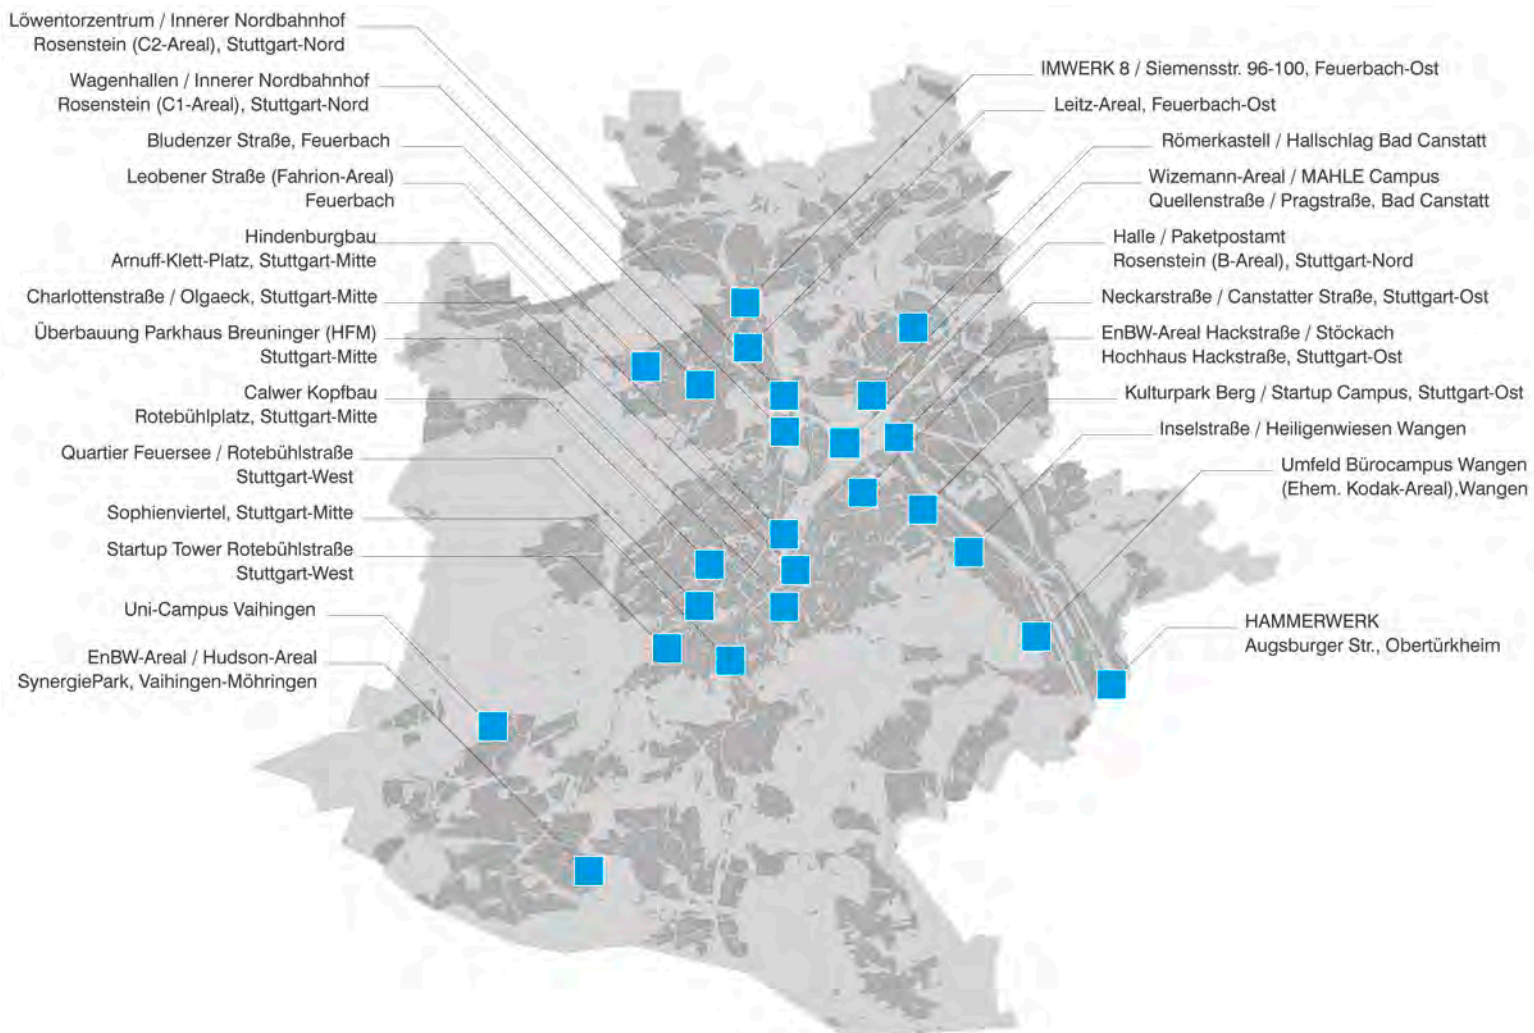 Löwentorzentrum / Innerer Nordbahnhof
Rosenstein (C2-Areal), Stuttgart-Nord
Wagenhallen / Innerer Nordbahnhof
Rosenstein (C1-Areal), Stuttgart-Nord
Bludenzer Straße, Feuerbach
Leobener Straße (Fahrion-Areal)
Feuerbach
Hindenburgbau
Arnuff-Klett-Platz, Stuttgart-Mitte
Charlottenstraße / Olgaeck, Stuttgart-Mitte
Überbauung Parkhaus Breuninger (HFM)
Stuttgart-Mitte
Calwer Kopfbau
Rotebühlplatz, Stuttgart-Mitte
Quartier Feuersee / Rotebühlstraße
Stuttgart-West
Sophienviertel, Stuttgart-Mitte
Startup Tower Rotebühlstraße
Stuttgart-West
Uni-Campus Vaihingen
EnBW-Areal / Hudson-Areal
SynergiePark, Vaihingen-Möhringen
IMWERK 8 / Siemensstr. 96-100, Feuerbach-Ost
Leitz-Areal, Feuerbach-Ost
Römerkastell / Hallschlag Bad Canstatt
Wizemann-Areal / MAHLE Campus
Quellenstraße / Pragstraße, Bad Canstatt
Halle / Paketpostamt
Rosenstein (B-Areal), Stuttgart-Nord
Neckarstraße / Canstatter Straße, Stuttgart-Ost
EnBW-Areal Hackstraße / Stöckach
Hochhaus Hackstraße, Stuttgart-Ost
Kulturpark Berg / Startup Campus, Stuttgart-Ost
Inselstraße / Heiligenwiesen Wangen
Umfeld Bürocampus Wangen
(Ehem. Kodak-Areal),Wangen
HAMMERWERK
Augsburger Str., Obertürkheim